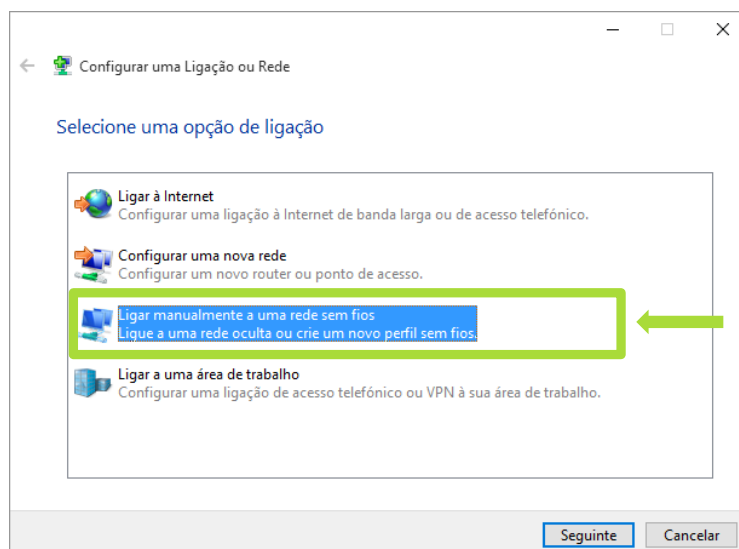 Configurar uma Ligação ou Rede
Selecione uma opção de ligação
Ligar à Internet
Configurar uma ligação à Internet de banda larga ou de acesso telefónico.
Configurar uma nova rede
Configurar um novo router ou ponto de acesso.
Ligar manualmente a uma rede sem fios
Ligue a uma rede oculta ou crie um novo perfil sem fios.
Ligar a uma área de trabalho
Configurar uma ligação de acesso telefónico ou VPN à sua área de trabalho.
Seguinte
Cancelar